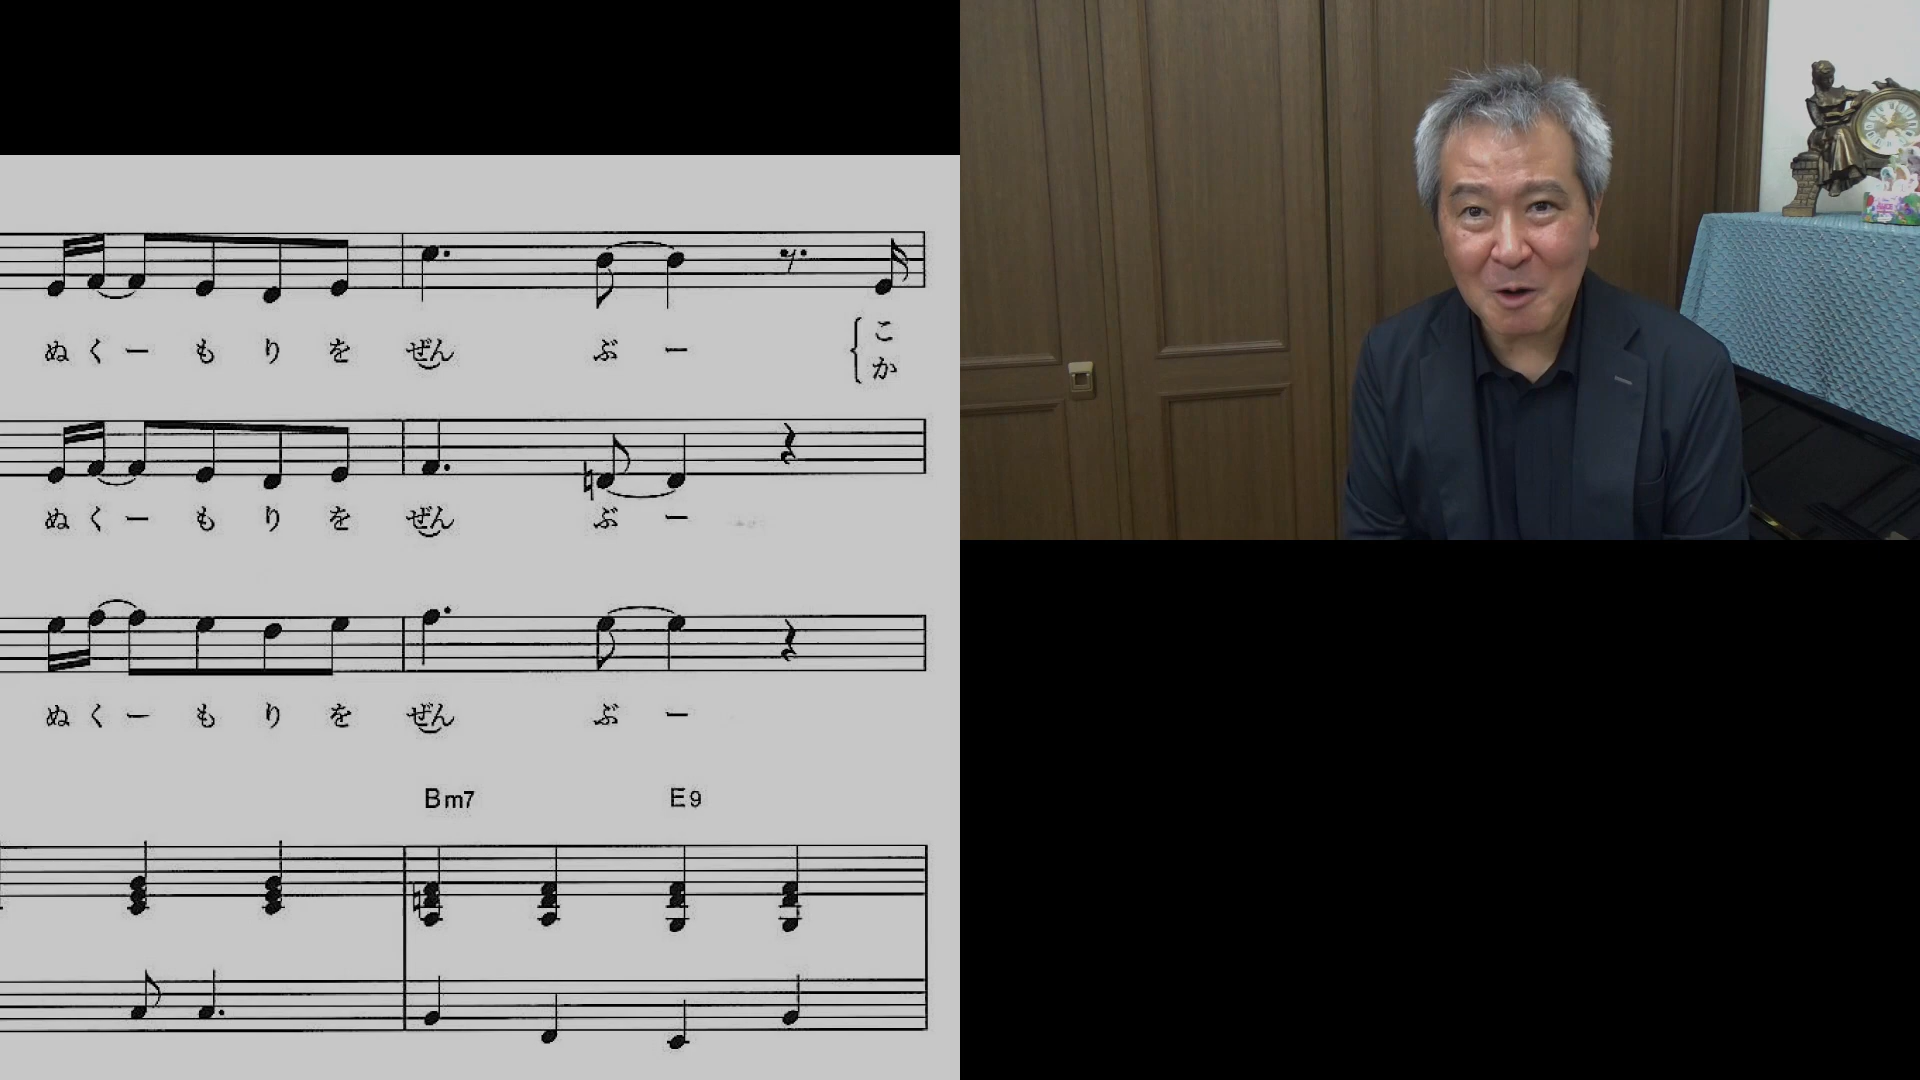 ぬくーもりを ぜん ぶー
こ
か
ぬくーもりを ぜん ぶー
ぬくーもりを ぜん ぶー
Bm7 E9